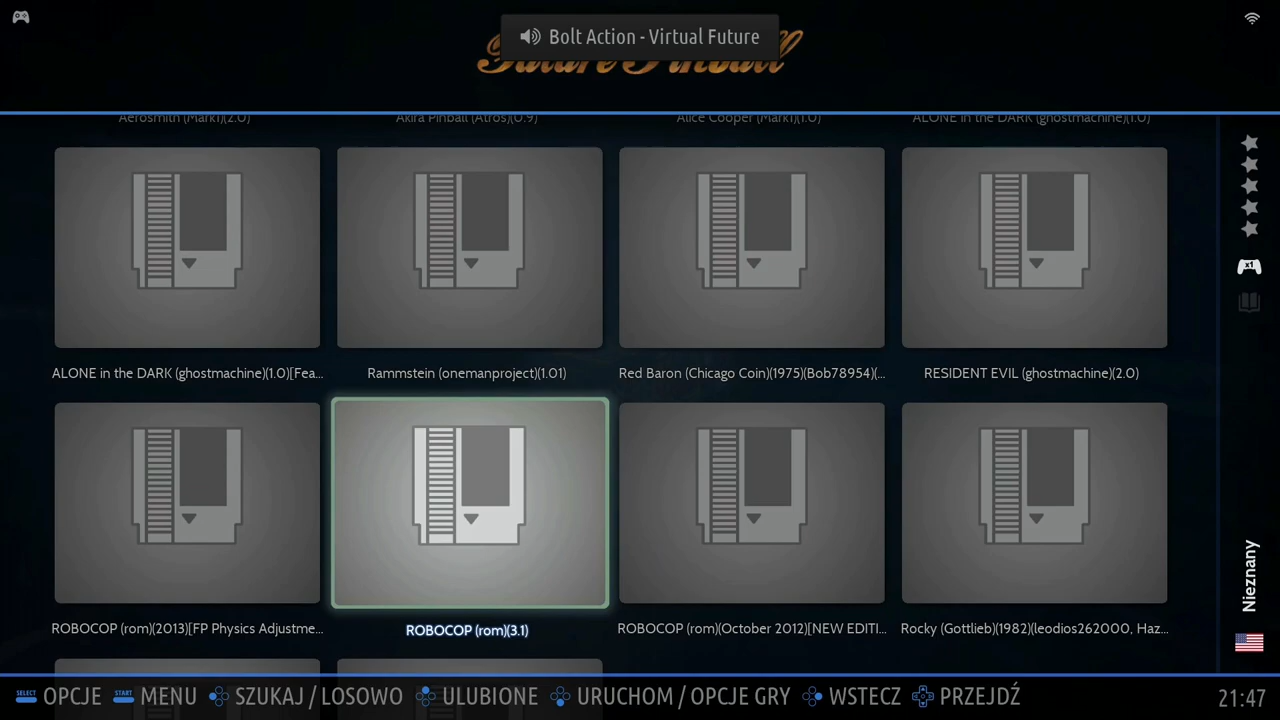 Bolt Action - Virtual Future
Future Pinball
Aerosmith (Mark1)(2.0)
Akira Pinball (Atros)(0.9)
Alice Cooper (Mark1)(1.0)
ALONE in the DARK (ghostmachine)(1.0)
x1
ALONE in the DARK (ghostmachine)(1.0)[Fea...
Rammstein (onemanproject)(1.01)
Red Baron (Chicago Coin)(1975)(Bob78954)(...
RESIDENT EVIL (ghostmachine)(2.0)
ROBOCOP (rom)(2013)[FP Physics Adjustme...
ROBOCOP (rom)(3.1)
ROBOCOP (rom)(October 2012)[NEW EDITI...
Rocky (Gottlieb)(1982)(leodios262000, Haz...
Nieznany
SELECT OPCJE START MENU SZUKAJ / LOSOWO ULUBIONE URUCHOM / OPCJE GRY WSTECZ PRZEJDŹ 21:47